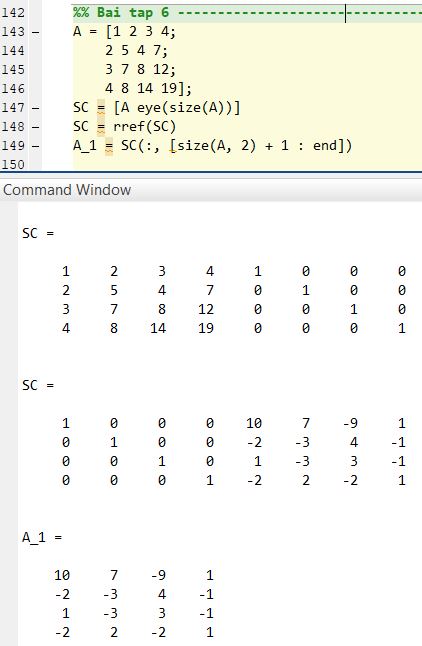 142 %% Bai tap 6 ------------------------------------
143 – A = [1 2 3 4;
144 2 5 4 7;
145 3 7 8 12;
146 4 8 14 19];
147 – SC = [A eye(size(A))]
148 – SC = rref(SC)
149 – A_1 = SC(:, [size(A, 2) + 1 : end])
150
Command Window
SC =
1 2 3 4 1 0 0 0
2 5 4 7 0 1 0 0
3 7 8 12 0 0 1 0
4 8 14 19 0 0 0 1
SC =
1 0 0 0 10 7 -9 1
0 1 0 0 -2 -3 4 -1
0 0 1 0 1 -3 3 -1
0 0 0 1 -2 2 -2 1
A_1 =
10 7 -9 1
-2 -3 4 -1
1 -3 3 -1
-2 2 -2 1